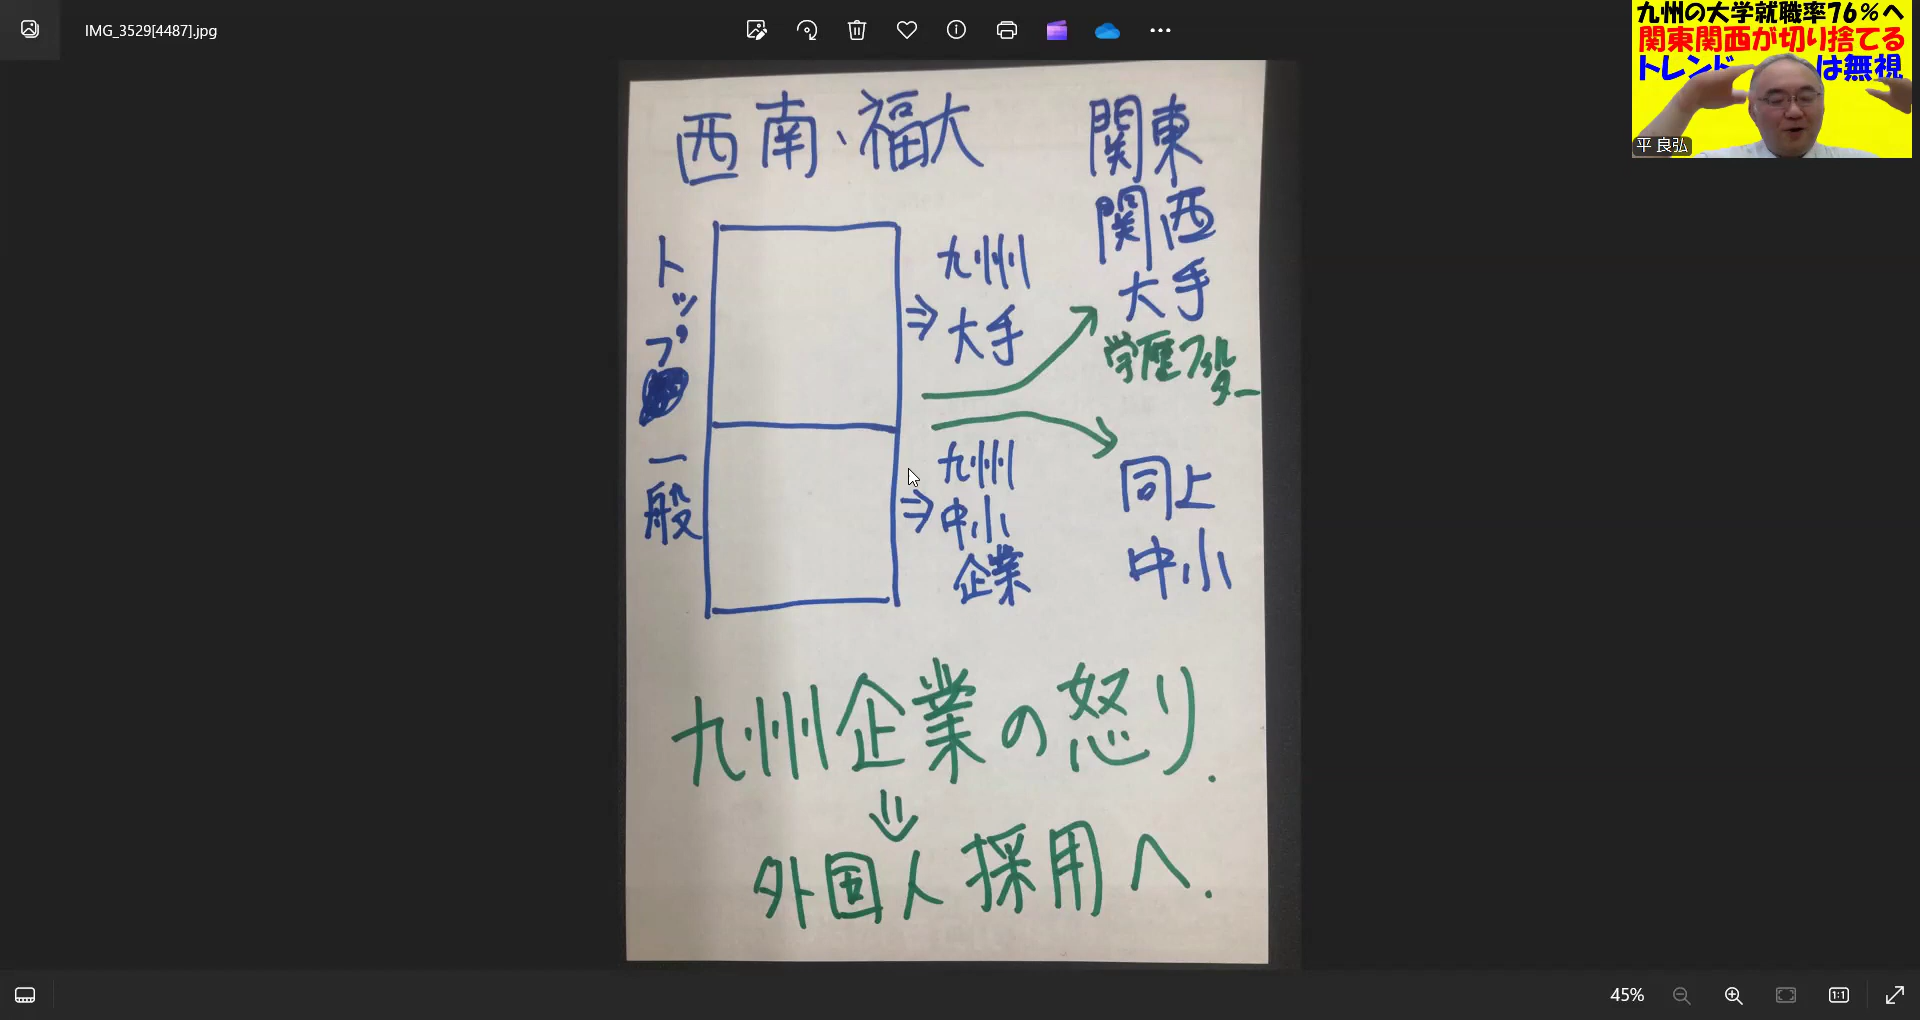 IMG_3529[4487].jpg
九州の大学就職率76%へ
関東関西が切り捨てる
トレンド
は無視
平 良弘
西南、福大
関東
関西
大手
学歴フィルター
トップ
九州
大手
一般
九州
中小
企業
同上
中小
九州企業の怒り.
外国人採用へ.
45%
1:1